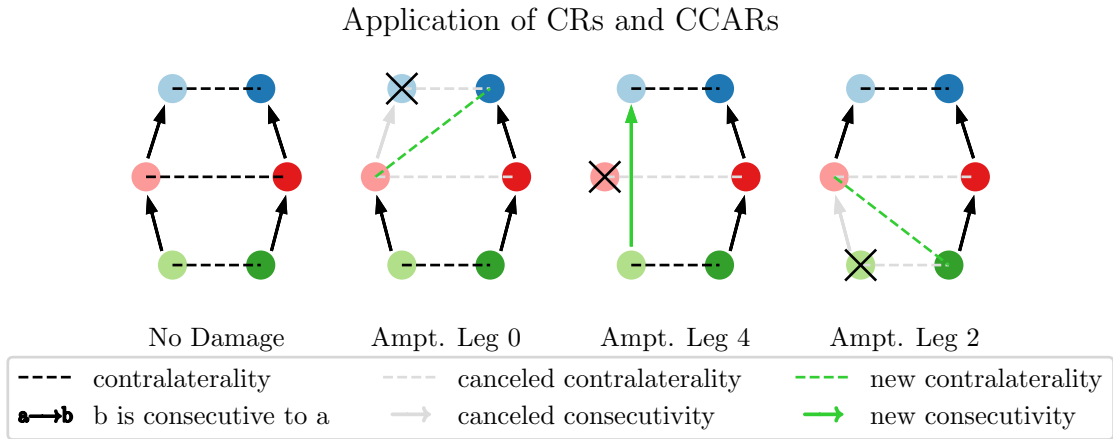 Application of CRs and CCARs
No Damage
Ampt. Leg 0
Ampt. Leg 4
Ampt. Leg 2
contralaterality
canceled contralaterality
new contralaterality
a b b is consecutive to a
canceled consecutivity
new consecutivity